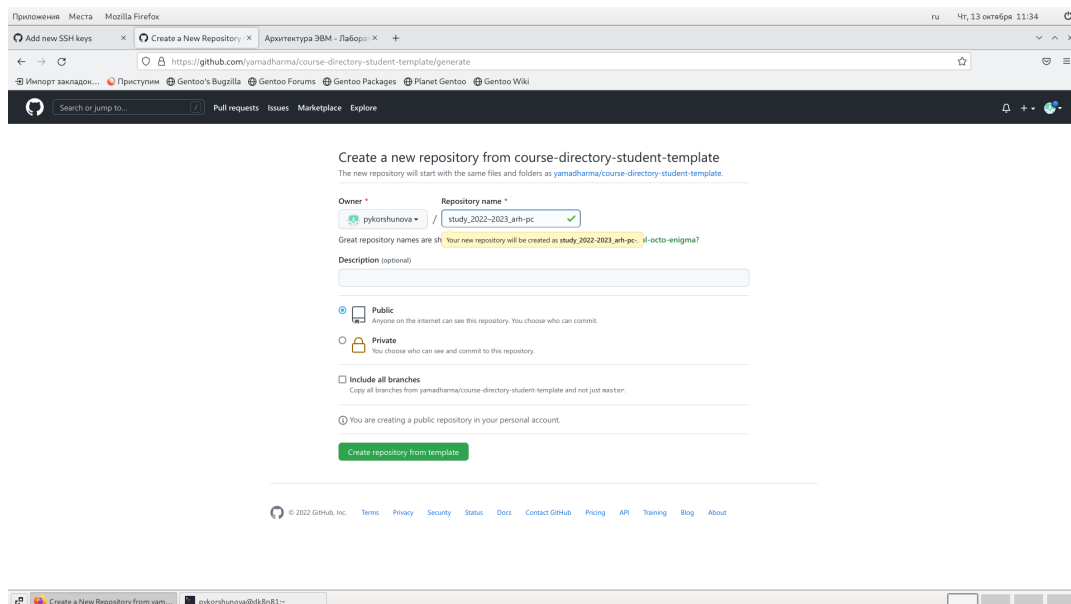 Приложения Места Mozilla Firefox ru Чт, 13 октября 11:34
Add new SSH keys × Create a New Repository × Архитектура ЭВМ - Лабора × +
https://github.com/yamadharma/course-directory-student-template/generate
Импорт закладок... Приступим Gentoo's Bugzilla Gentoo Forums Gentoo Packages Planet Gentoo Gentoo Wiki
Search or jump to... / Pull requests Issues Marketplace Explore
Create a new repository from course-directory-student-template
The new repository will start with the same files and folders as yamadharma/course-directory-student-template.
Owner * Repository name *
pykorshunova / study_2022–2023_arh-pc
Great repository names are sh Your new repository will be created as study_2022-2023_arh-pc-. l-octo-enigma?
Description (optional)
Public
Anyone on the internet can see this repository. You choose who can commit.
Private
You choose who can see and commit to this repository.
Include all branches
Copy all branches from yamadharma/course-directory-student-template and not just master.
You are creating a public repository in your personal account.
Create repository from template
© 2022 GitHub, Inc. Terms Privacy Security Status Docs Contact GitHub Pricing API Training Blog About
Create a New Repository from yam... pykorshunova@dk8n81:~